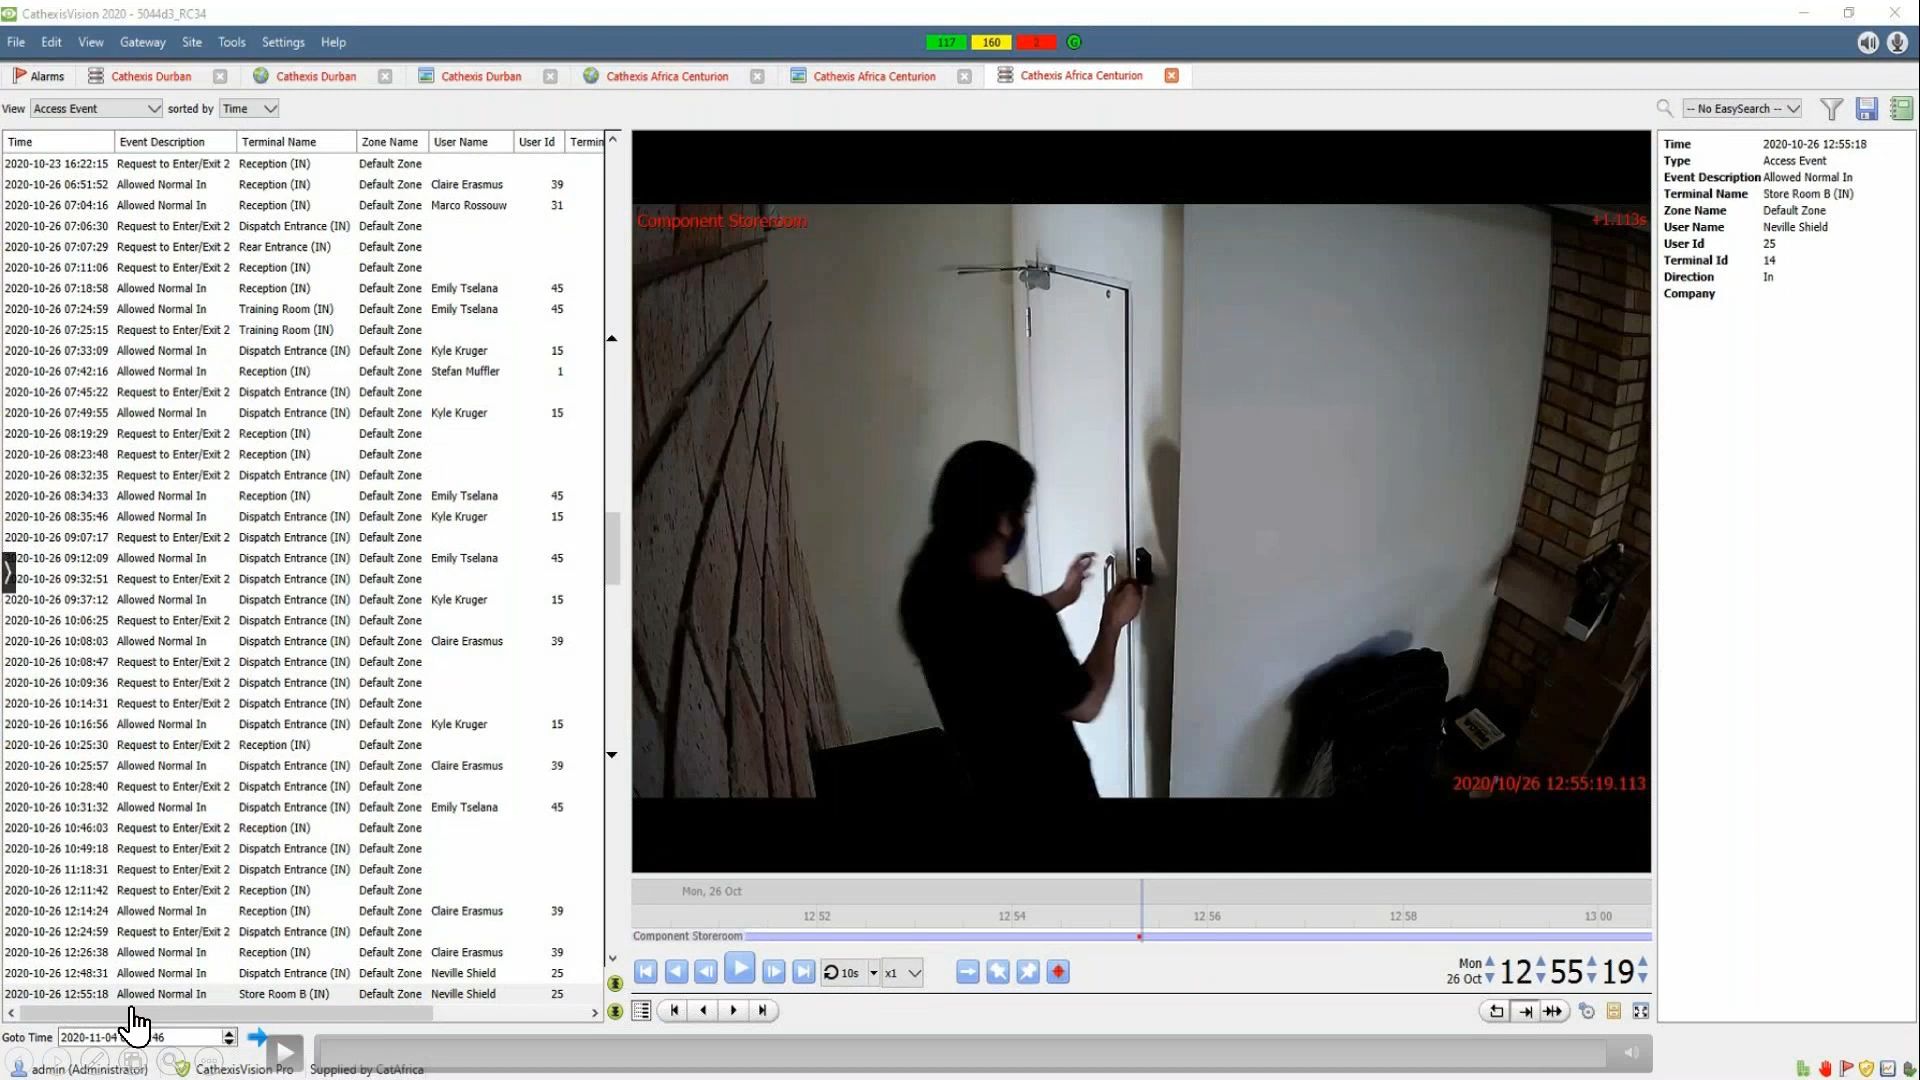 CathexisVision 2020 - 5044d3_RC34
File Edit View Gateway Site Tools Settings Help
117 160 2
Alarms Cathexis Durban Cathexis Durban Cathexis Durban Cathexis Africa Centurion Cathexis Africa Centurion Cathexis Africa Centurion
View Access Event sorted by Time -- No EasySearch --
Time Event Description Terminal Name Zone Name User Name User Id Termin
2020-10-23 16:22:15 Request to Enter/Exit 2 Reception (IN) Default Zone
2020-10-26 06:51:52 Allowed Normal In Reception (IN) Default Zone Claire Erasmus 39
2020-10-26 07:04:16 Allowed Normal In Reception (IN) Default Zone Marco Rossouw 31
2020-10-26 07:06:30 Request to Enter/Exit 2 Dispatch Entrance (IN) Default Zone
2020-10-26 07:07:29 Request to Enter/Exit 2 Rear Entrance (IN) Default Zone
2020-10-26 07:11:06 Request to Enter/Exit 2 Reception (IN) Default Zone
2020-10-26 07:18:58 Allowed Normal In Reception (IN) Default Zone Emily Tselana 45
2020-10-26 07:24:59 Allowed Normal In Training Room (IN) Default Zone Emily Tselana 45
2020-10-26 07:25:15 Request to Enter/Exit 2 Training Room (IN) Default Zone
2020-10-26 07:33:09 Allowed Normal In Dispatch Entrance (IN) Default Zone Kyle Kruger 15
2020-10-26 07:42:16 Allowed Normal In Reception (IN) Default Zone Stefan Muffler 1
2020-10-26 07:45:22 Request to Enter/Exit 2 Dispatch Entrance (IN) Default Zone
2020-10-26 07:49:55 Allowed Normal In Dispatch Entrance (IN) Default Zone Kyle Kruger 15
2020-10-26 08:19:29 Request to Enter/Exit 2 Reception (IN) Default Zone
2020-10-26 08:23:48 Request to Enter/Exit 2 Reception (IN) Default Zone
2020-10-26 08:32:35 Request to Enter/Exit 2 Dispatch Entrance (IN) Default Zone
2020-10-26 08:34:33 Allowed Normal In Reception (IN) Default Zone Emily Tselana 45
2020-10-26 08:35:46 Allowed Normal In Dispatch Entrance (IN) Default Zone Kyle Kruger 15
2020-10-26 09:07:17 Request to Enter/Exit 2 Dispatch Entrance (IN) Default Zone
20-10-26 09:12:09 Allowed Normal In Dispatch Entrance (IN) Default Zone Emily Tselana 45
20-10-26 09:32:51 Request to Enter/Exit 2 Dispatch Entrance (IN) Default Zone
2020-10-26 09:37:12 Allowed Normal In Dispatch Entrance (IN) Default Zone Kyle Kruger 15
2020-10-26 10:06:25 Request to Enter/Exit 2 Dispatch Entrance (IN) Default Zone
2020-10-26 10:08:03 Allowed Normal In Dispatch Entrance (IN) Default Zone Claire Erasmus 39
2020-10-26 10:08:47 Request to Enter/Exit 2 Dispatch Entrance (IN) Default Zone
2020-10-26 10:09:36 Request to Enter/Exit 2 Dispatch Entrance (IN) Default Zone
2020-10-26 10:14:31 Request to Enter/Exit 2 Dispatch Entrance (IN) Default Zone
2020-10-26 10:16:56 Allowed Normal In Dispatch Entrance (IN) Default Zone Kyle Kruger 15
2020-10-26 10:25:30 Request to Enter/Exit 2 Reception (IN) Default Zone
2020-10-26 10:25:57 Allowed Normal In Dispatch Entrance (IN) Default Zone Claire Erasmus 39
2020-10-26 10:28:40 Request to Enter/Exit 2 Dispatch Entrance (IN) Default Zone
2020-10-26 10:31:32 Allowed Normal In Dispatch Entrance (IN) Default Zone Emily Tselana 45
2020-10-26 10:46:03 Request to Enter/Exit 2 Reception (IN) Default Zone
2020-10-26 10:49:18 Request to Enter/Exit 2 Dispatch Entrance (IN) Default Zone
2020-10-26 11:18:31 Request to Enter/Exit 2 Dispatch Entrance (IN) Default Zone
2020-10-26 12:11:42 Request to Enter/Exit 2 Reception (IN) Default Zone
2020-10-26 12:14:24 Allowed Normal In Reception (IN) Default Zone Claire Erasmus 39
2020-10-26 12:24:59 Request to Enter/Exit 2 Dispatch Entrance (IN) Default Zone
2020-10-26 12:26:38 Allowed Normal In Reception (IN) Default Zone Claire Erasmus 39
2020-10-26 12:48:31 Allowed Normal In Dispatch Entrance (IN) Default Zone Neville Shield 25
2020-10-26 12:55:18 Allowed Normal In Store Room B (IN) Default Zone Neville Shield 25
Component Storeroom +1.113s
2020/10/26 12:55:19.113
Mon, 26 Oct
12 52 12 54 12 56 12 58 13 00
Component Storeroom
10s x1
Mon
26 Oct
12 55 19
Time 2020-10-26 12:55:18
Type Access Event
Event Description Allowed Normal In
Terminal Name Store Room B (IN)
Zone Name Default Zone
User Name Neville Shield
User Id 25
Terminal Id 14
Direction In
Company
Goto Time 2020-11-04 46
admin (Administrator) CathexisVision Pro Supplied by CatAfrica